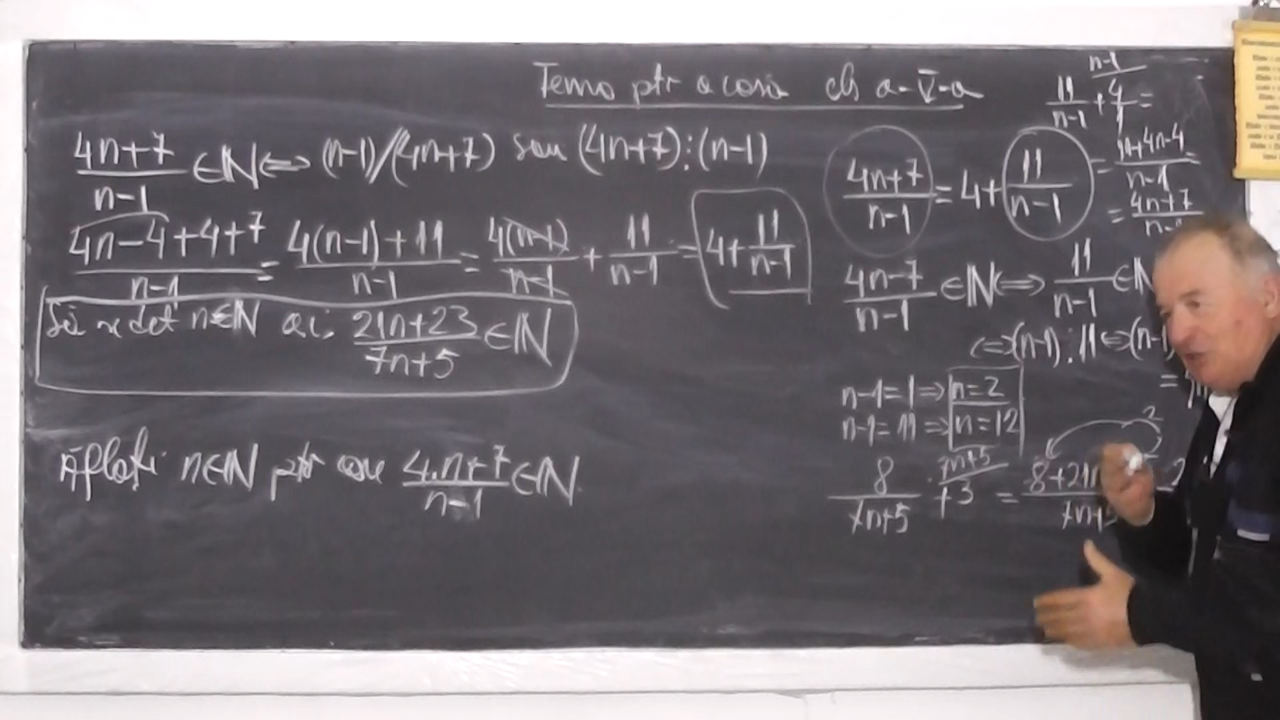 Tema ptr acasă cls a-V-a
(4n+7)/(n-1) ∈ℕ⇔ (n-1)/(4n+7) sau (4n+7)⋮(n-1)
(4n-4+4+7)/(n-1) = (4(n-1)+11)/(n-1) = 4(n-1)/(n-1) + 11/(n-1) = 4+11/(n-1)
Să se det n∈ℕ a.i. (21n+23)/(7n+5) ∈ℕ
Aflați n∈ℕ ptr care (4.n+7)/(n-1) ∈ℕ.
n-1
11/(n-1) + 4/1 =
= (11+4n-4)/(n-1)
(4n+7)/(n-1) = 4+ 11/(n-1)
= 4n+7
(4n-7)/(n-1) ∈ℕ⇔ 11/(n-1) ∈ℕ
⇔(n-1)⋮11⇔(n-1
n-1=1⇒n=2
n-1=11⇒n=12
8/(7n+5) + 3 = 8+21n
7n+5